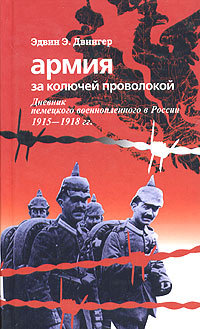 Эдвин Э. Двингер
армия
за колючей проволокой
Дневник
немецкого военнопленного в России
1915—1918 гг.